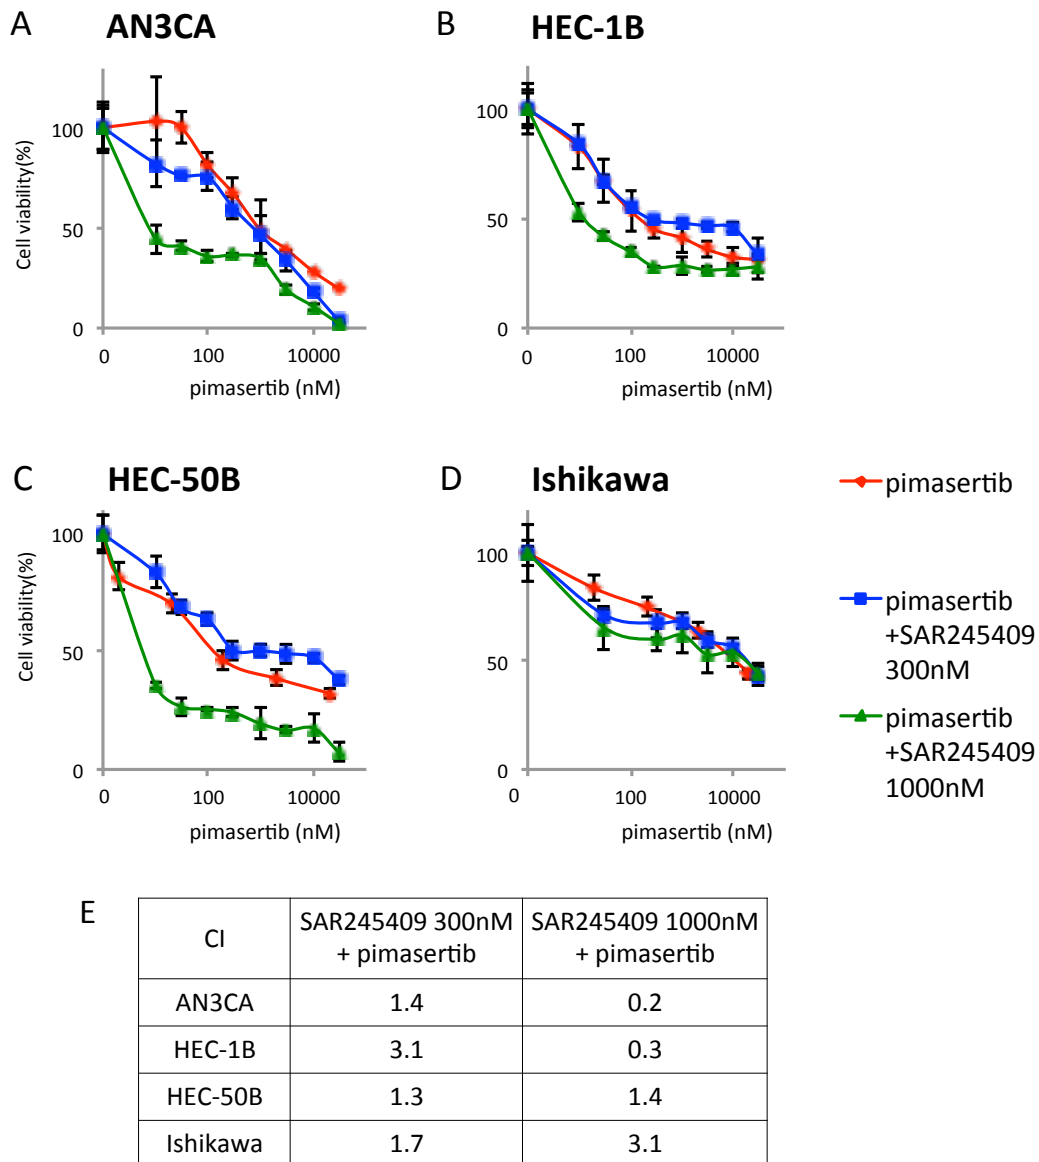 A AN3CA
Cell viability(%)
100
50
0
0 100 10000
pimasertib (nM)
B HEC-1B
100
50
0
0 100 10000
pimasertib (nM)
C HEC-50B
Cell viability(%)
100
50
0
0 100 10000
pimasertib (nM)
D Ishikawa
100
50
0
0 100 10000
pimasertib (nM)
pimasertib
pimasertib
+SAR245409
300nM
pimasertib
+SAR245409
1000nM
E
CI
SAR245409 300nM
+ pimasertib
SAR245409 1000nM
+ pimasertib
AN3CA 1.4 0.2
HEC-1B 3.1 0.3
HEC-50B 1.3 1.4
Ishikawa 1.7 3.1